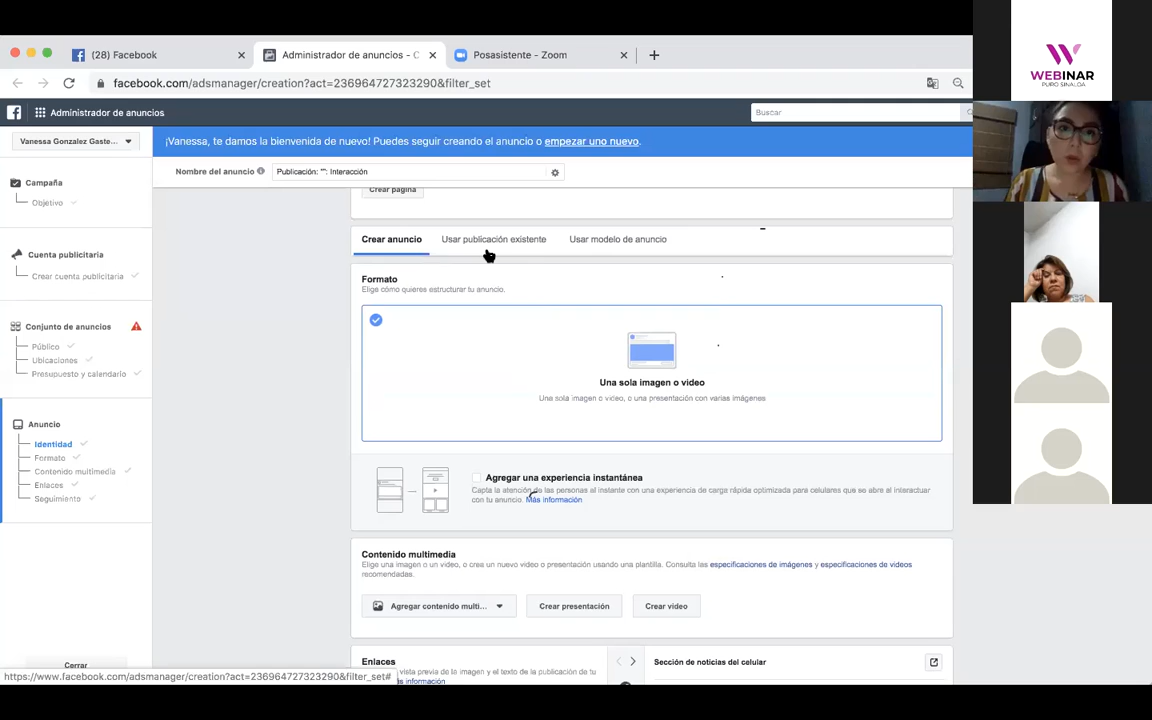 (28) Facebook
Administrador de anuncios - C
Posasistente - Zoom
facebook.com/adsmanager/creation?act=236964727323290&filter_set
WEBINAR
PURO SINALOA
Administrador de anuncios
Buscar
Vanessa Gonzalez Gaste...
¡Vanessa, te damos la bienvenida de nuevo! Puedes seguir creando el anuncio o empezar uno nuevo.
Nombre del anuncio
Publicación: "": Interacción
Crear página
Campaña
Objetivo
Cuenta publicitaria
Crear cuenta publicitaria
Conjunto de anuncios
Público
Ubicaciones
Presupuesto y calendario
Anuncio
Identidad
Formato
Contenido multimedia
Enlaces
Seguimiento
Cerrar
Crear anuncio
Usar publicación existente
Usar modelo de anuncio
Formato
Elige cómo quieres estructurar tu anuncio.
Una sola imagen o video
Una sola imagen o video, o una presentación con varias imágenes
Agregar una experiencia instantánea
Capta la atención de las personas al instante con una experiencia de carga rápida optimizada para celulares que se abre al interactuar
con tu anuncio. Más información
Contenido multimedia
Elige una imagen o un video, o crea un nuevo video o presentación usando una plantilla. Consulta las especificaciones de imágenes y especificaciones de videos
recomendadas.
Agregar contenido multi...
Crear presentación
Crear video
Enlaces
vista previa de la imagen y el texto de la publicación de tu
información
Sección de noticias del celular
https://www.facebook.com/adsmanager/creation?act=236964727323290&filter_set#